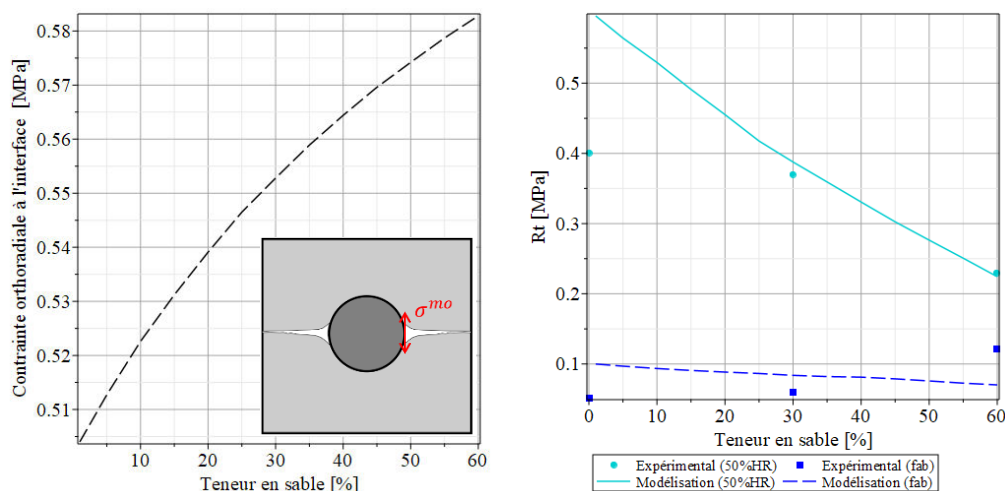 Contrainte orthoradiale à l'interface [MPa]
0.58
0.57
0.56
0.55
0.54
0.53
0.52
0.51
σ^mo
10
20
30
40
50
60
Teneur en sable [%]
Rt [MPa]
0.5
0.4
0.3
0.2
0.1
0
10
20
30
40
50
60
Teneur en sable [%]
Expérimental (50%HR)
Expérimental (fab)
Modélisation (50%HR)
Modélisation (fab)